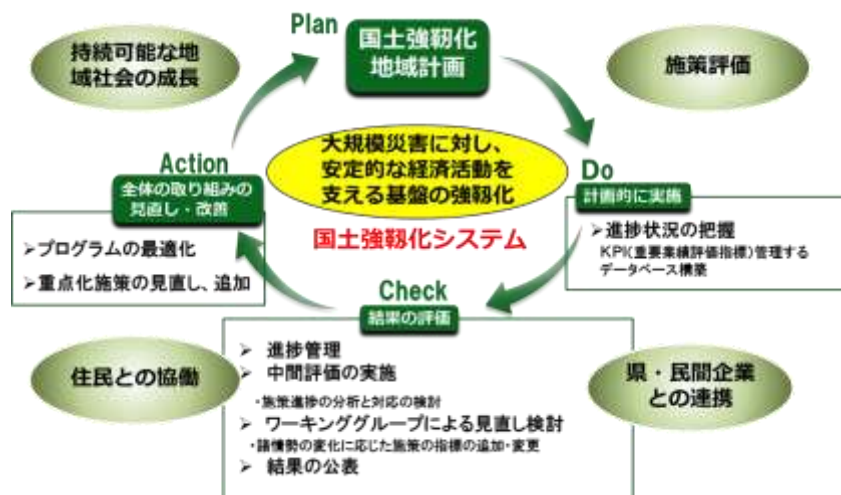 Plan
国土強靱化
地域計画
持続可能な地
域社会の成長
施策評価
大規模災害に対し、
安定的な経済活動を
支える基盤の強靱化
国土強靱化システム
Do
計画的に実施
➢進捗状況の把握
KPI(重要業績評価指標)管理する
データベース構築
Check
結果の評価
➢ 進捗管理
➢ 中間評価の実施
・施策進捗の分析と対応の検討
➢ ワーキンググループによる見直し検討
・諸情勢の変化に応じた施策の指標の追加・変更
➢ 結果の公表
Action
全体の取り組みの
見直し・改善
➢プログラムの最適化
➢重点化施策の見直し、追加
住民との協働
県・民間企業
との連携